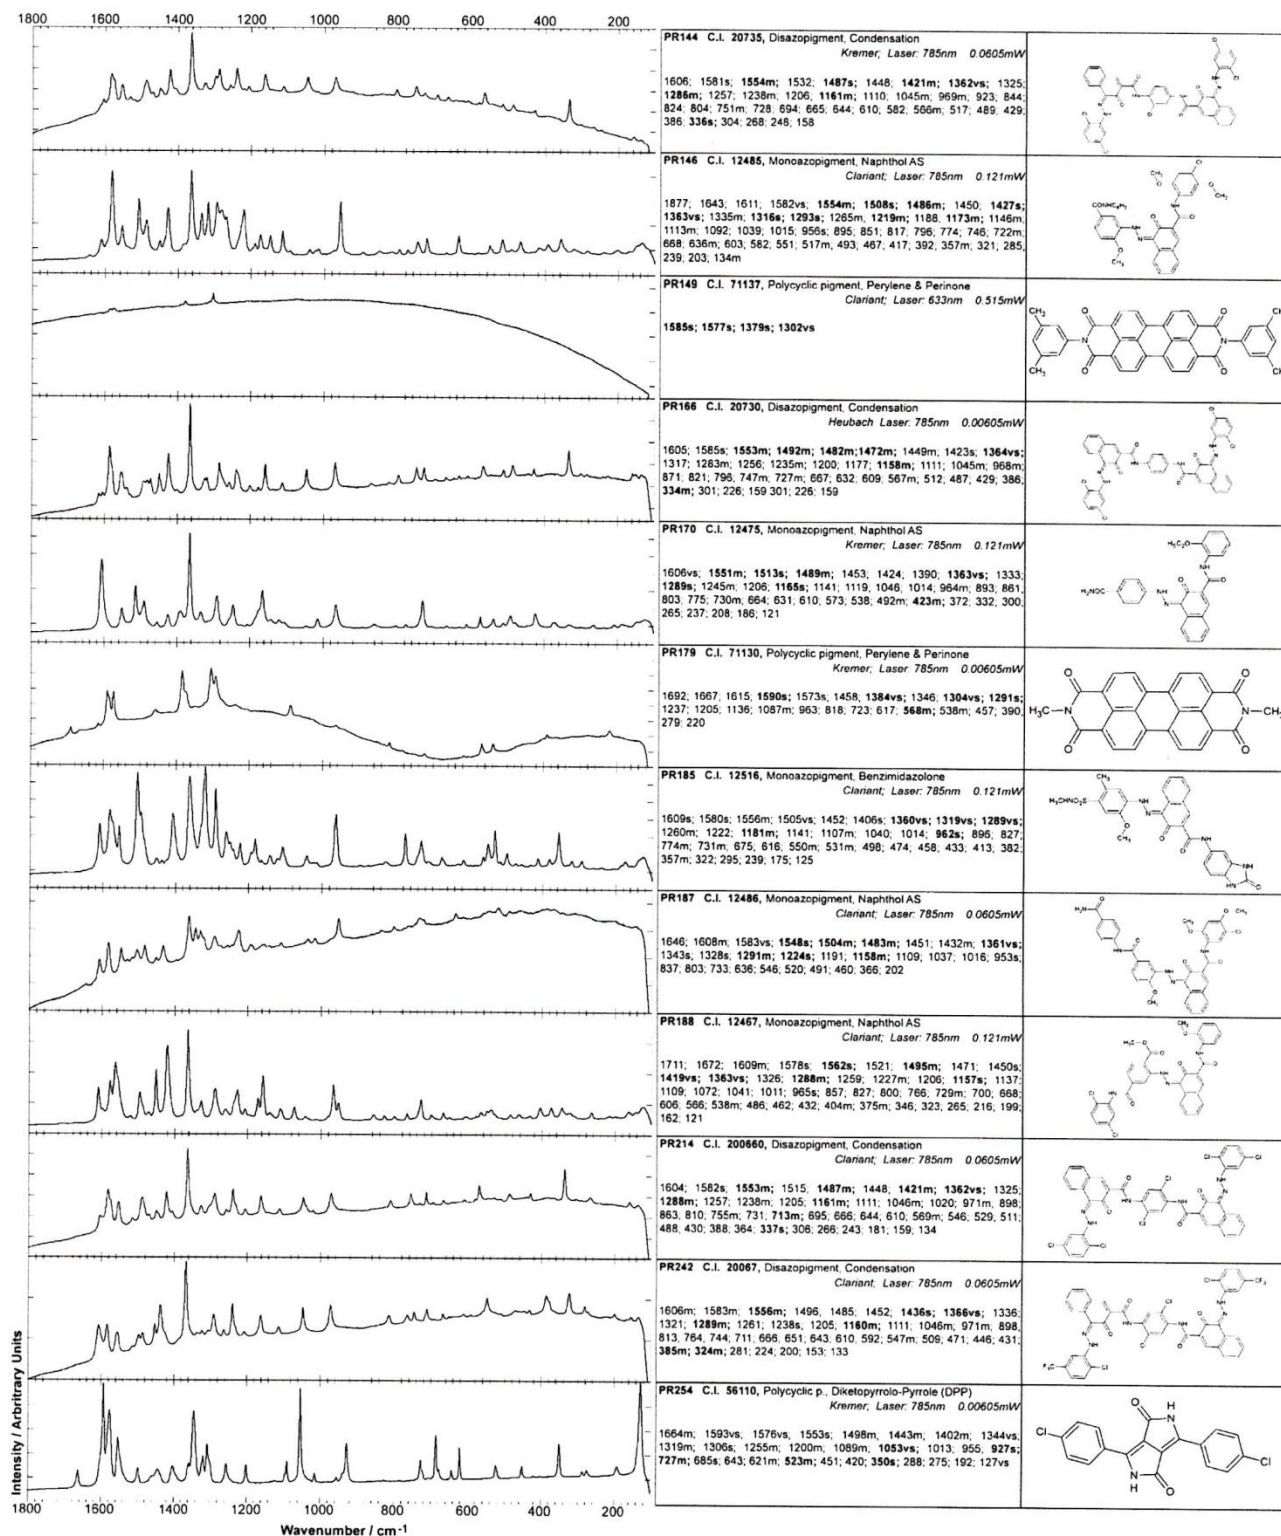 1800 1600 1400 1200 1000 800 600 400 200
PR144 C.I. 20735, Disazopigment, Condensation
Kremer; Laser: 785nm 0.0605mW
1606, 1581s; 1554m; 1532, 1487s; 1448, 1421m; 1362vs; 1325;
1286m; 1257; 1238m; 1206, 1161m; 1110, 1045m; 969m; 923; 844
824; 804; 751m; 728; 694; 665; 644; 610; 582; 566m; 517; 489; 429;
386; 336s; 304; 268; 248; 158
PR146 C.I. 12485, Monoazopigment, Naphthol AS
Clariant; Laser: 785nm 0.121mW
1877; 1643; 1611; 1582vs; 1554m; 1508s; 1486m; 1450; 1427s;
1363vs; 1335m; 1316s; 1293s; 1265m; 1219m; 1188, 1173m; 1146m,
1113m; 1092; 1039; 1015; 956s; 895; 851; 817; 796; 774; 746; 722m;
668; 636m; 603; 582; 551; 517m; 493; 467; 417; 392; 357m; 321; 285,
239; 203; 134m
PR149 C.I. 71137, Polycyclic pigment, Perylene & Perinone
Clariant; Laser: 633nm 0.515mW
1585s; 1577s; 1379s; 1302vs
PR166 C.I. 20730, Disazopigment, Condensation
Heubach Laser: 785nm 0.00605mW
1605; 1585s; 1553m; 1492m; 1482m;1472m; 1449m; 1423s; 1364vs;
1317; 1283m; 1256; 1235m; 1200; 1177; 1158m; 1111; 1045m; 968m;
871; 821; 796; 747m; 727m; 667; 632; 609; 567m; 512; 487; 429; 386,
334m; 301; 226; 159 301; 226; 159
PR170 C.I. 12475, Monoazopigment, Naphthol AS
Kremer; Laser: 785nm 0.121mW
1606vs; 1551m; 1513s; 1489m; 1453; 1424; 1390; 1363vs; 1333;
1289s; 1245m; 1206; 1165s; 1141; 1119; 1046; 1014; 964m; 893; 861,
803; 775; 730m; 664; 631; 610; 573; 538; 492m; 423m; 372; 332; 300;
265; 237; 208; 186; 121
PR179 C.I. 71130, Polycyclic pigment, Perylene & Perinone
Kremer; Laser: 785nm 0.00605mW
1692; 1667; 1615; 1590s; 1573s; 1458; 1384vs; 1346; 1304vs; 1291s;
1237; 1205; 1136; 1087m; 963; 818; 723; 617; 568m; 538m; 457; 390,
279; 220
PR185 C.I. 12516, Monoazopigment, Benzimidazolone
Clariant; Laser: 785nm 0.121mW
1609s; 1580s; 1556m; 1505vs; 1452; 1406s; 1360vs; 1319vs; 1289vs;
1260m; 1222; 1181m; 1141; 1107m; 1040; 1014; 962s; 896; 827;
774m; 731m; 675; 616; 550m; 531m; 498; 474; 458; 433; 413; 382;
357m; 322; 295; 239; 175; 125
PR187 C.I. 12486, Monoazopigment, Naphthol AS
Clariant; Laser: 785nm 0.0605mW
1646; 1608m; 1583vs; 1548s; 1504m; 1483m; 1451; 1432m; 1361vs;
1343s; 1328s; 1291m; 1224s; 1191; 1158m; 1109; 1037; 1016; 953s;
837; 803; 733; 636; 546; 520; 491; 460; 366; 202
PR188 C.I. 12467, Monoazopigment, Naphthol AS
Clariant; Laser: 785nm 0.121mW
1711; 1672; 1609m; 1578s; 1562s; 1521; 1495m; 1471; 1450s;
1419vs; 1363vs; 1326; 1288m; 1259; 1227m; 1206; 1157s; 1137;
1109; 1072; 1041; 1011; 965s; 857; 827; 800; 766; 729m; 700; 668;
606; 566; 538m; 486; 462; 432; 404m; 375m; 346; 323; 265; 216; 199;
162; 121
PR214 C.I. 200660, Disazopigment, Condensation
Clariant; Laser: 785nm 0.0605mW
1604; 1582s; 1553m; 1515; 1487m; 1448; 1421m; 1362vs; 1325;
1288m; 1257; 1238m; 1205; 1161m; 1111; 1046m; 1020; 971m; 898;
863, 810; 755m; 731; 713m; 695; 666; 644; 610; 569m; 546; 529; 511;
488; 430; 388; 364; 337s; 306; 266; 243; 181; 159; 134
PR242 C.I. 20067, Disazopigment, Condensation
Clariant; Laser: 785nm 0.0605mW
1606m; 1583m; 1556m; 1496; 1485; 1452; 1436s; 1366vs; 1336;
1321; 1289m; 1261; 1238s; 1205; 1160m; 1111; 1046m; 971m; 898,
813; 764; 744; 711; 666; 651; 643; 610; 592; 547m; 509; 471; 446; 431;
385m; 324m; 281; 224; 200; 153; 133
PR254 C.I. 56110, Polycyclic p., Diketopyrrolo-Pyrrole (DPP)
Kremer; Laser: 785nm 0.00605mW
1664m; 1593vs; 1576vs; 1553s; 1498m; 1443m; 1402m; 1344vs;
1319m; 1306s; 1255m; 1200m; 1089m; 1053vs; 1013; 955, 927s;
727m; 685s; 643; 621m; 523m; 451; 420; 350s; 288; 275; 192; 127vs
Intensity / Arbritrary Units
1800 1600 1400 1200 1000 800 600 400 200
Wavenumber / cm-1